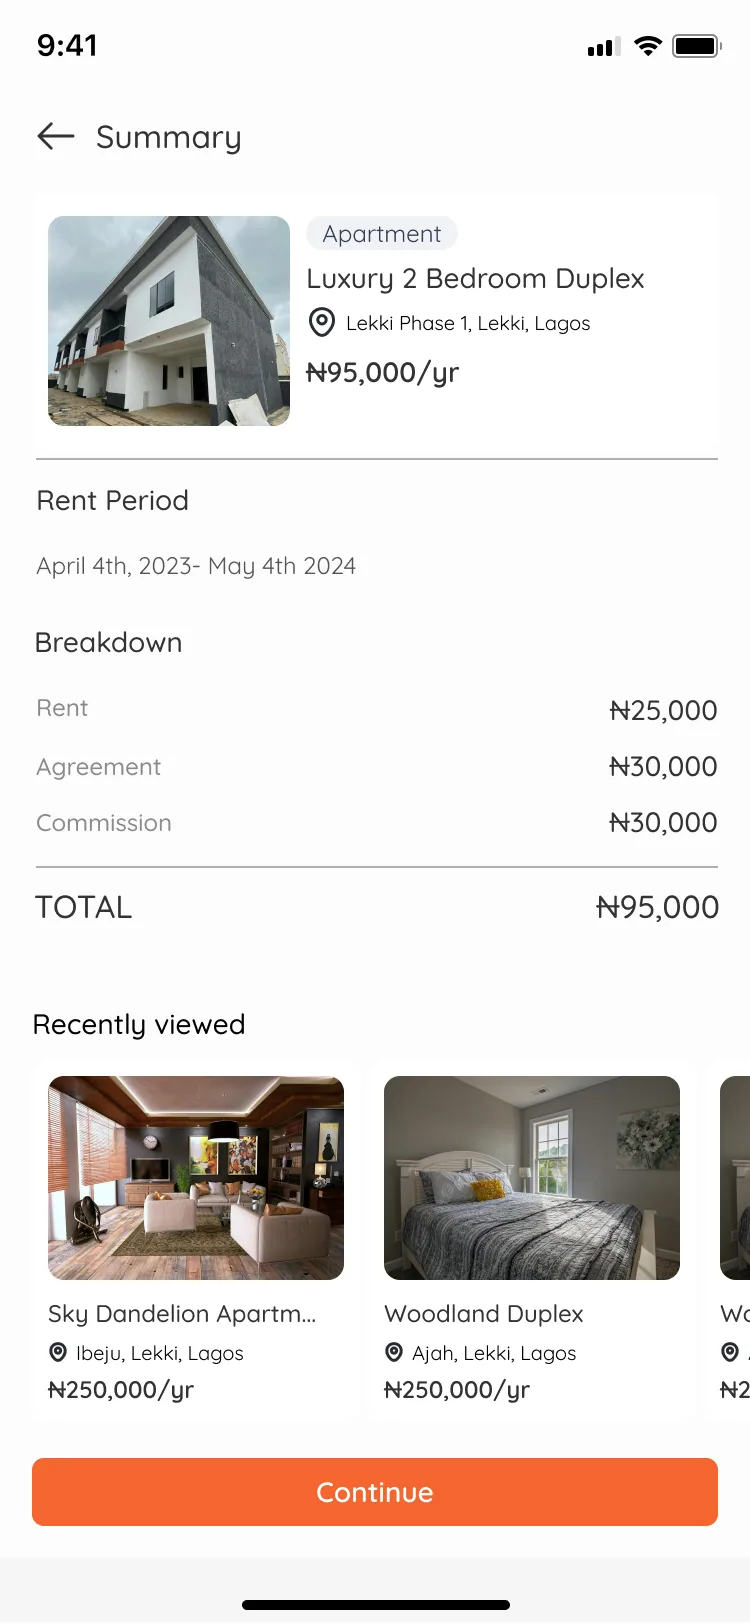 9:41
Summary
Apartment
Luxury 2 Bedroom Duplex
Lekki Phase 1, Lekki, Lagos
₦95,000/yr
Rent Period
April 4th, 2023- May 4th 2024
Breakdown
Rent ₦25,000
Agreement ₦30,000
Commission ₦30,000
TOTAL ₦95,000
Recently viewed
Sky Dandelion Apartm...
Ibeju, Lekki, Lagos
₦250,000/yr
Woodland Duplex
Ajah, Lekki, Lagos
₦250,000/yr
Continue